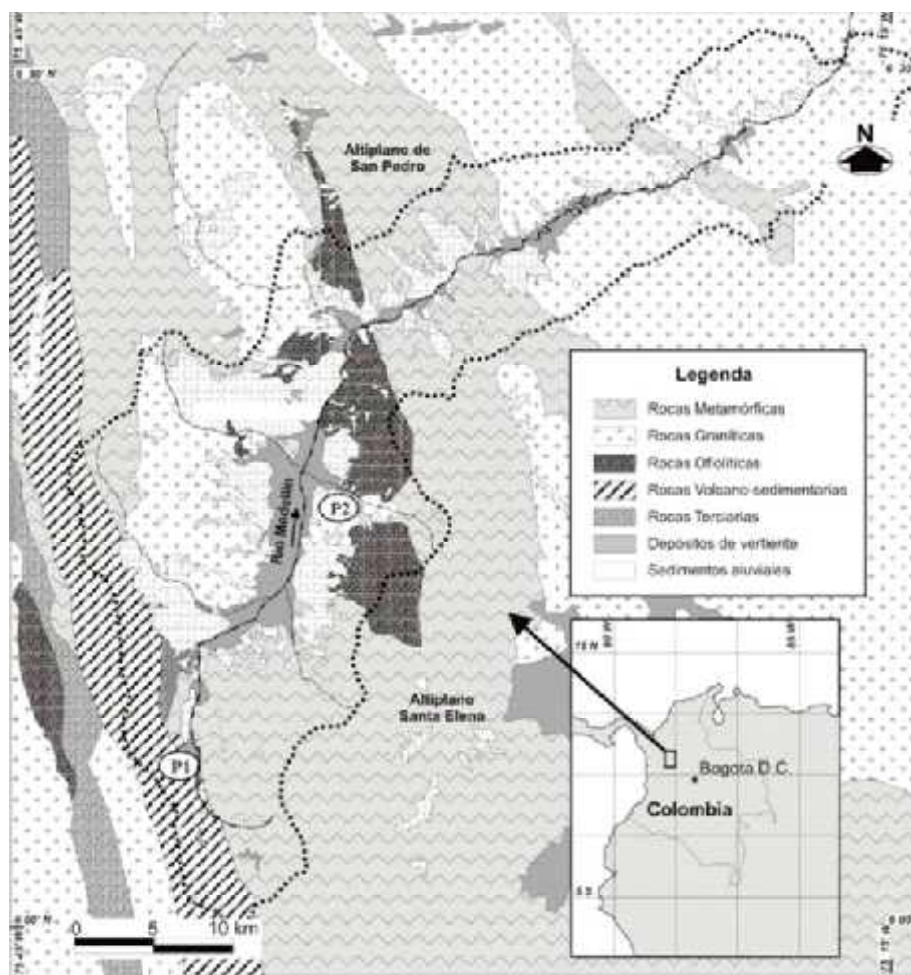 N
Altiplano de
San Pedro
Legenda
Rocas Metamórficas
Rocas Graníticas
Rocas Ofiolíticas
Rocas Volcano-sedimentarias
Rocas Terciarias
Depósitos de vertiente
Sedimentos aluviales
P2
Río Medellín
Altiplano
Santa Elena
P1
Bogota D.C.
Colombia
0 5 10 km